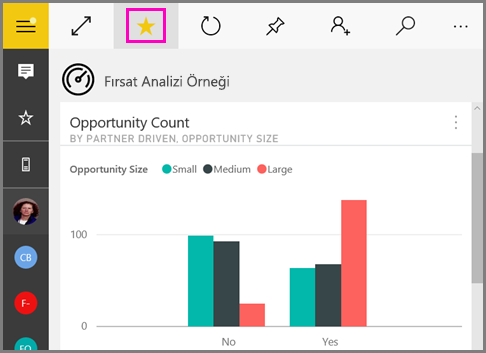 Fırsat Analizi Örneği
Opportunity Count
BY PARTNER DRIVEN, OPPORTUNITY SIZE
Opportunity Size Small Medium Large
100
0
No Yes
CB
F-
EO